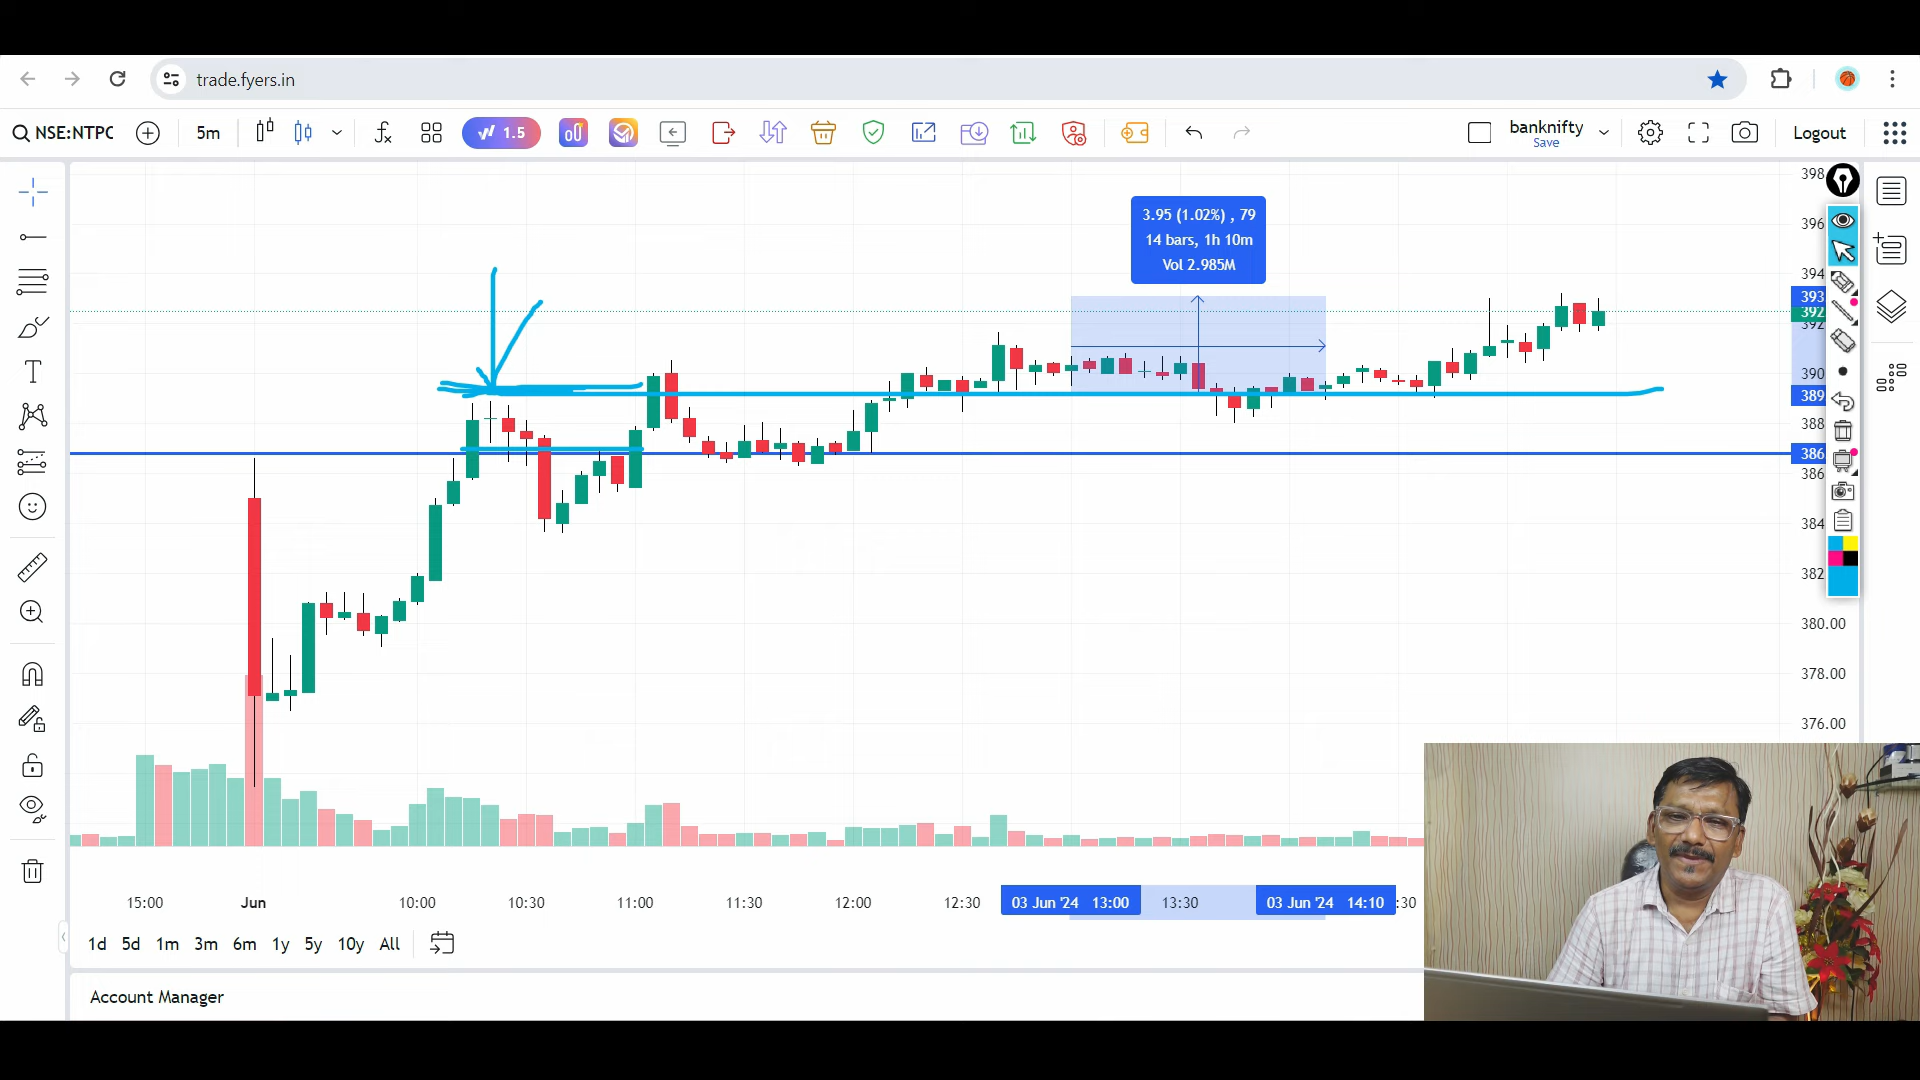 trade.fyers.in
NSE:NTPC
5m
1.5
banknifty
Save
Logout
3.95 (1.02%) , 79
14 bars, 1h 10m
Vol 2.985M
398
396
394
393
392
392
390
389
388
386
386
384
382
380.00
378.00
376.00
15:00
Jun
10:00
10:30
11:00
11:30
12:00
12:30
03 Jun '24 13:00
13:30
03 Jun '24 14:10
:30
1d 5d 1m 3m 6m 1y 5y 10y All
Account Manager